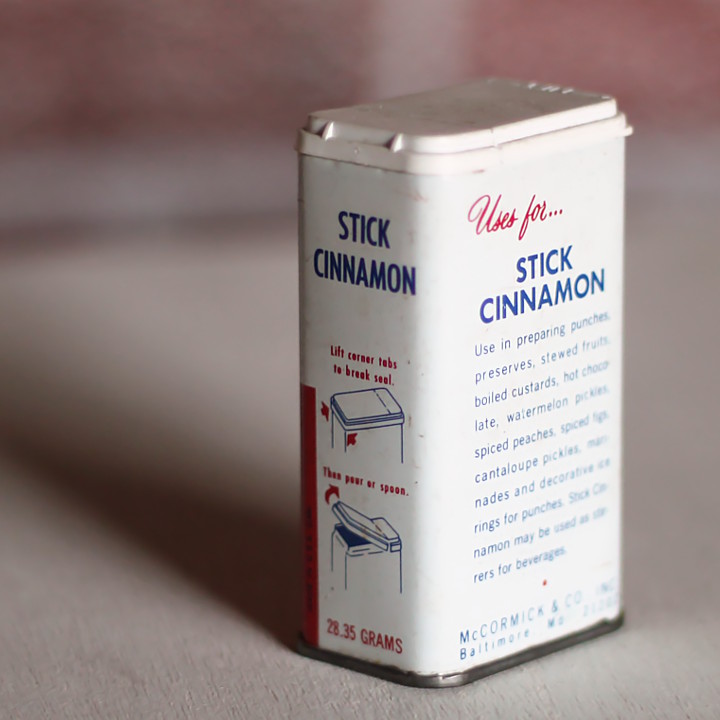 STICK
CINNAMON
Lift corner tabs
to break seal.
Then pour or spoon.
28.35 GRAMS
Uses for...
STICK
CINNAMON
Use in preparing punches,
preserves, stewed fruits,
boiled custards, hot choco-
late, watermelon pickles,
spiced peaches, spiced figs,
cantaloupe pickles, mari-
nades and decorative ice
rings for punches. Stick Cin-
namon may be used as stir-
rers for beverages.
McCORMICK & CO. INC.
Baltimore, Md.